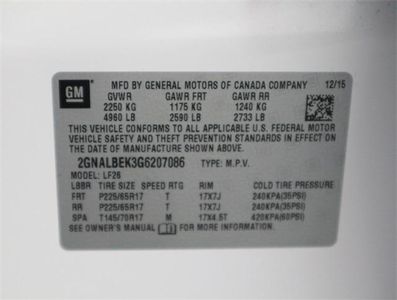 GM
MFD BY GENERAL MOTORS OF CANADA COMPANY 12/15
GVWR GAWR FRT GAWR RR
2250 KG 1175 KG 1240 KG
4960 LB 2590 LB 2733 LB
THIS VEHICLE CONFORMS TO ALL APPLICABLE U.S. FEDERAL MOTOR
VEHICLE SAFETY AND THEFT PREVENTION STANDARDS IN EFFECT
ON THE DATE OF MANUFACTURE SHOWN ABOVE.
2GNALBEK3G6207086 TYPE: M.P.V.
MODEL: LF26
TIRE SIZE SPEED RTG RIM COLD TIRE PRESSURE
FRT P225/65R17 T 17X7J 240KPA(35PSI)
RR P225/65R17 T 17X7J 240KPA(35PSI)
SPA T145/70R17 M 17X4.5T 420KPA(60PSI)
SEE OWNER'S MANUAL FOR ADDITIONAL INFORMATION.